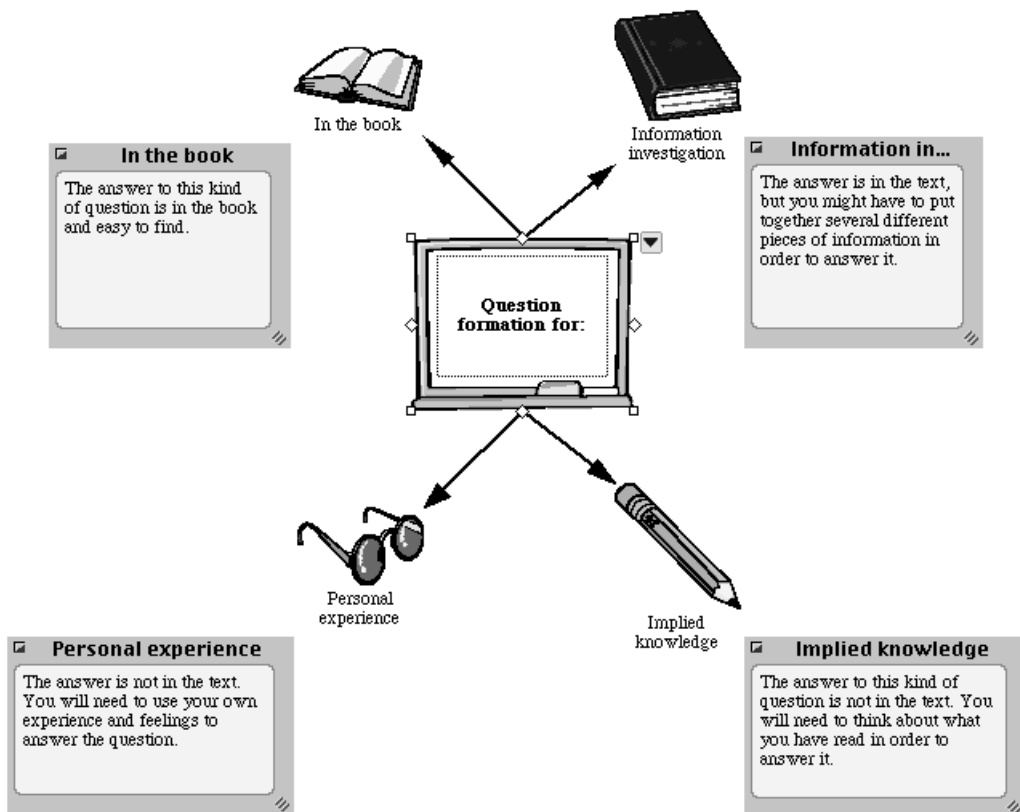 In the book
Information
investigation
In the book
The answer to this kind
of question is in the book
and easy to find.
Information in...
The answer is in the text,
but you might have to put
together several different
pieces of information in
order to answer it.
Question
formation for:
Personal
experience
Implied
knowledge
Personal experience
The answer is not in the text.
You will need to use your own
experience and feelings to
answer the question.
Implied knowledge
The answer to this kind of
question is not in the text. You
will need to think about what
you have read in order to
answer it.